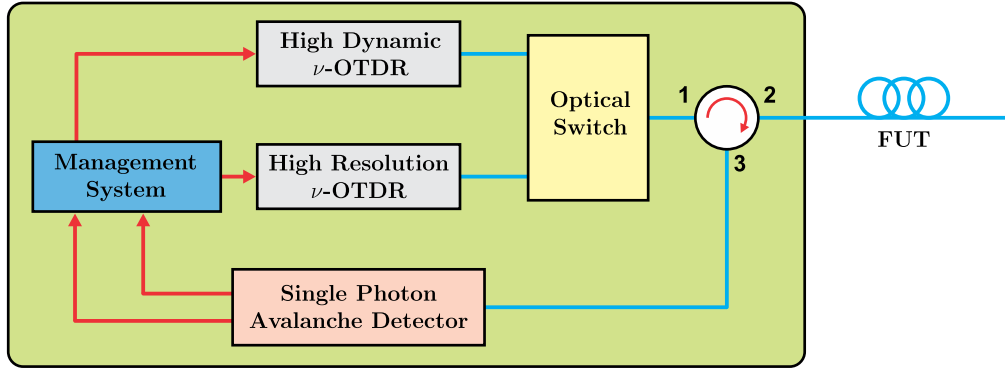 High Dynamic
ν-OTDR
Optical
Switch
1
2
3
FUT
Management
System
High Resolution
ν-OTDR
Single Photon
Avalanche Detector